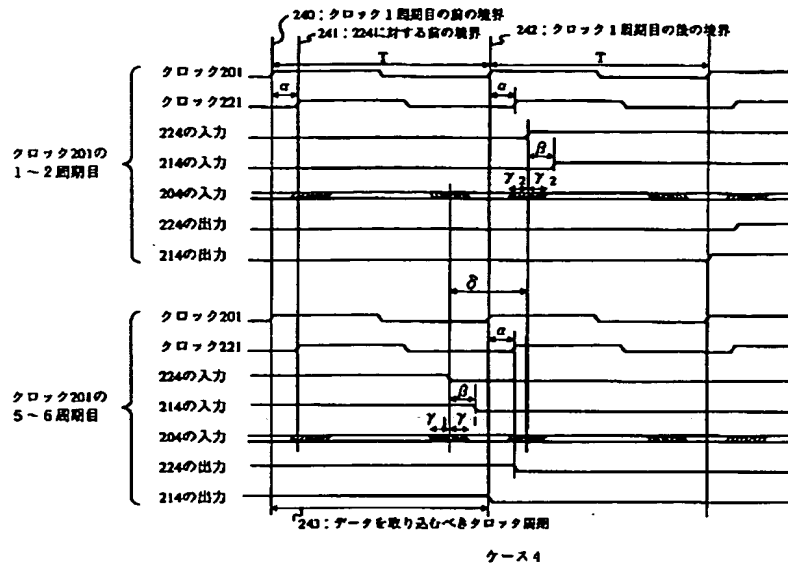 240：クロック1周期目の前の境界
241：224に対する前の境界
242：クロック1周期目の後の境界
T
T
クロック201
α
α
クロック221
224の入力
クロック201の
1～2周期目
β
214の入力
γ2 γ2
204の入力
224の出力
214の出力
δ
クロック201
α
クロック221
224の入力
クロック201の
5～6周期目
β
214の入力
γ1 γ1
204の入力
224の出力
214の出力
243：データを取り込むべきクロック周期
ケース4